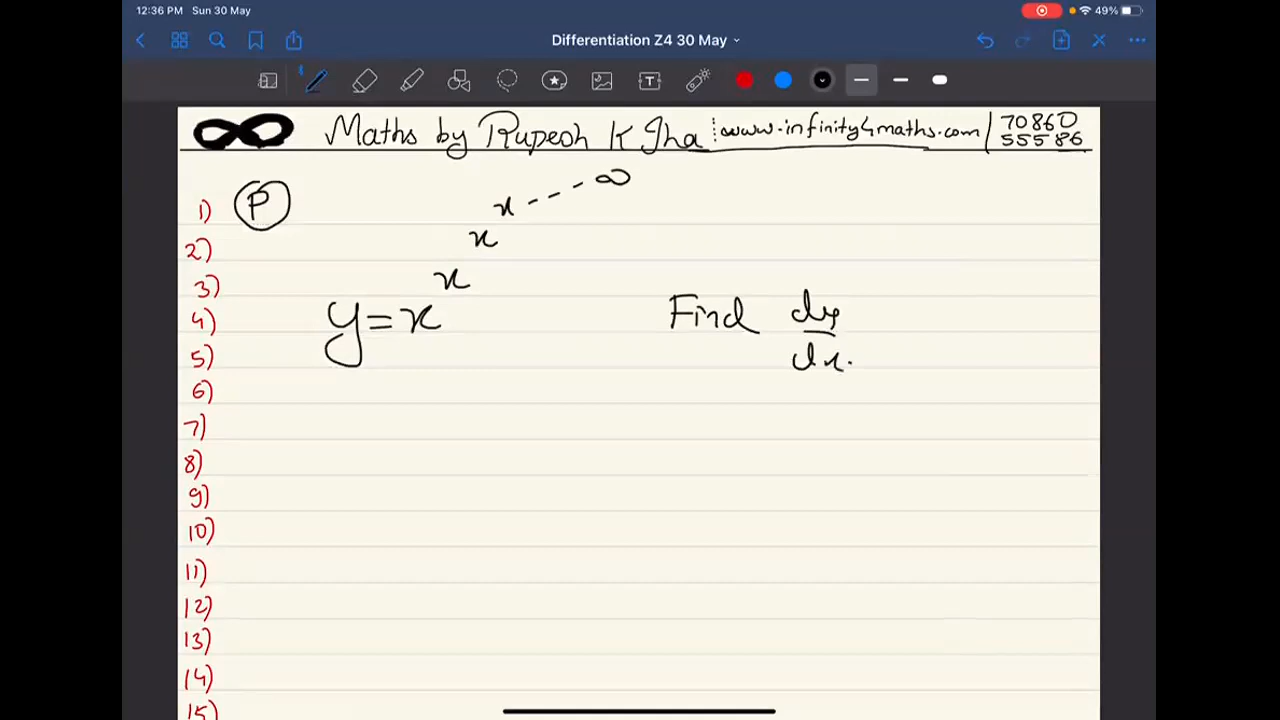 12:36 PM Sun 30 May
49%
Differentiation Z4 30 May
∞ Maths by Rupesh K Jha www.infinity4maths.com / 70860 55586
1) P
2)
3)
4) y = x^x^x^x---∞ Find dy/dx.
5)
6)
7)
8)
9)
10)
11)
12)
13)
14)
15)